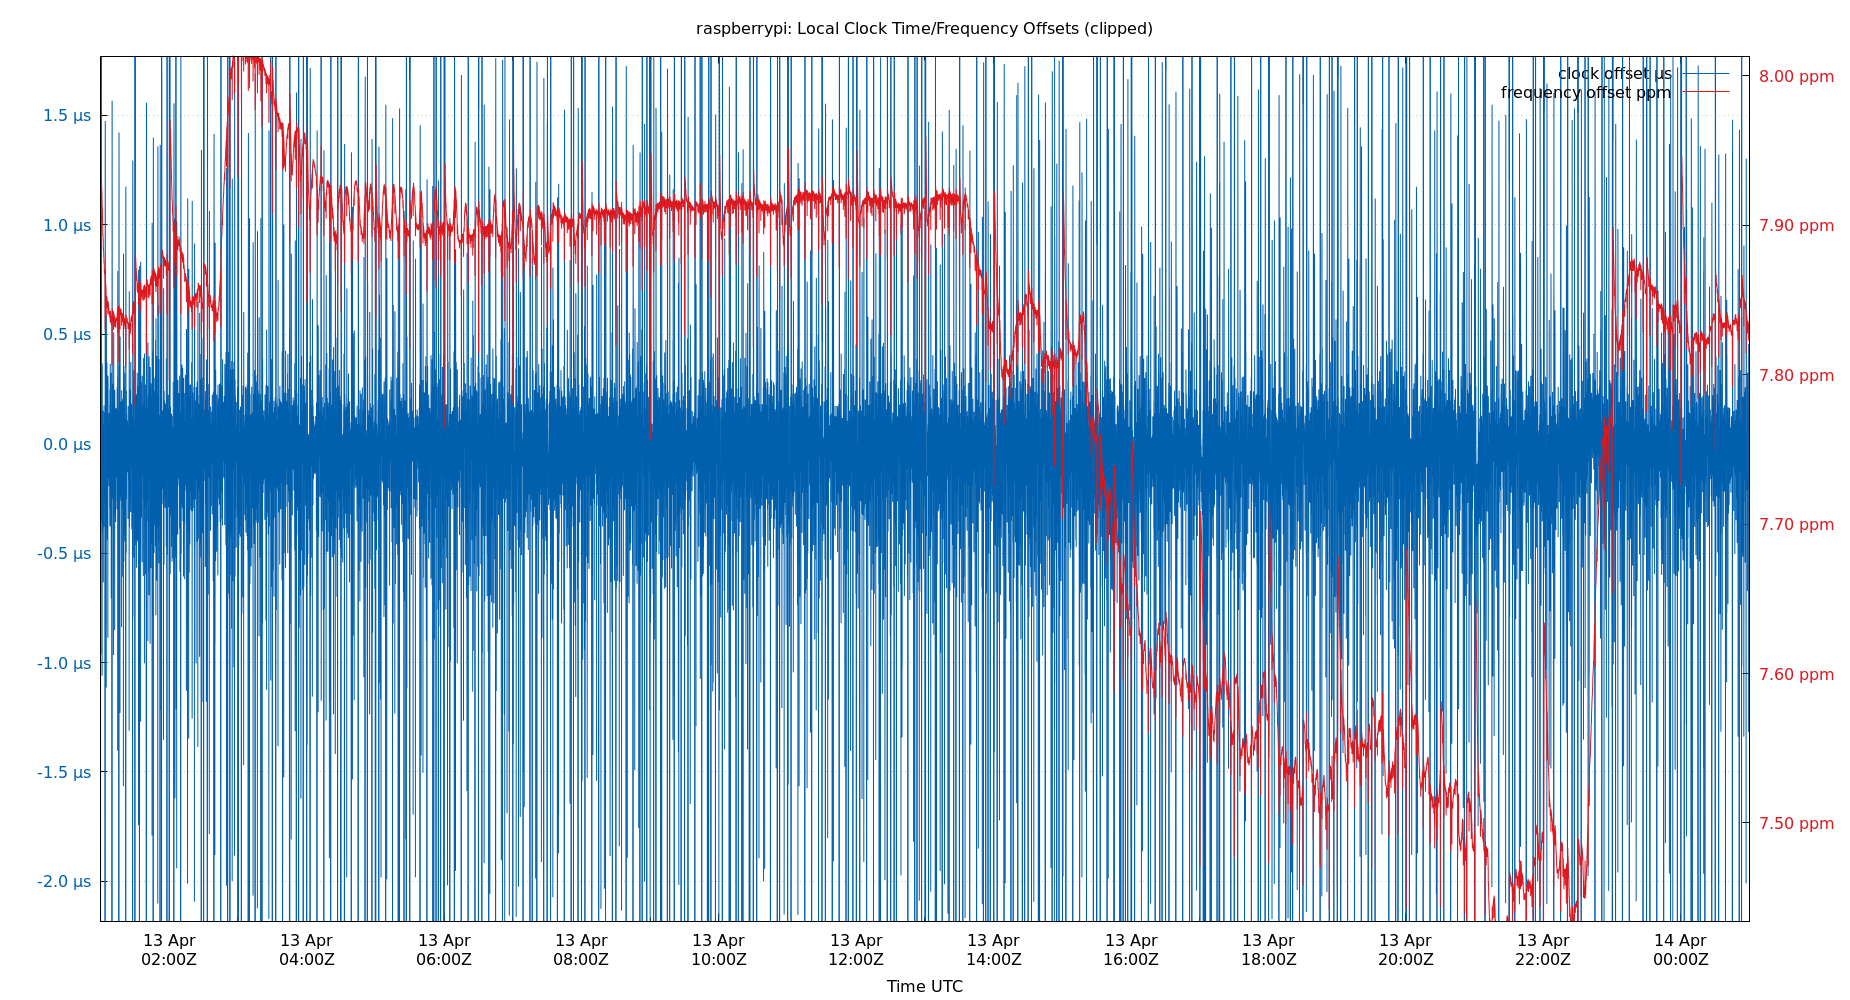 raspberrypi: Local Clock Time/Frequency Offsets (clipped)
clock offset µs
frequency offset ppm
1.5 µs
1.0 µs
0.5 µs
0.0 µs
-0.5 µs
-1.0 µs
-1.5 µs
-2.0 µs
8.00 ppm
7.90 ppm
7.80 ppm
7.70 ppm
7.60 ppm
7.50 ppm
13 Apr 13 Apr 13 Apr 13 Apr 13 Apr 13 Apr 13 Apr 13 Apr 13 Apr 13 Apr 13 Apr 14 Apr
02:00Z 04:00Z 06:00Z 08:00Z 10:00Z 12:00Z 14:00Z 16:00Z 18:00Z 20:00Z 22:00Z 00:00Z
Time UTC